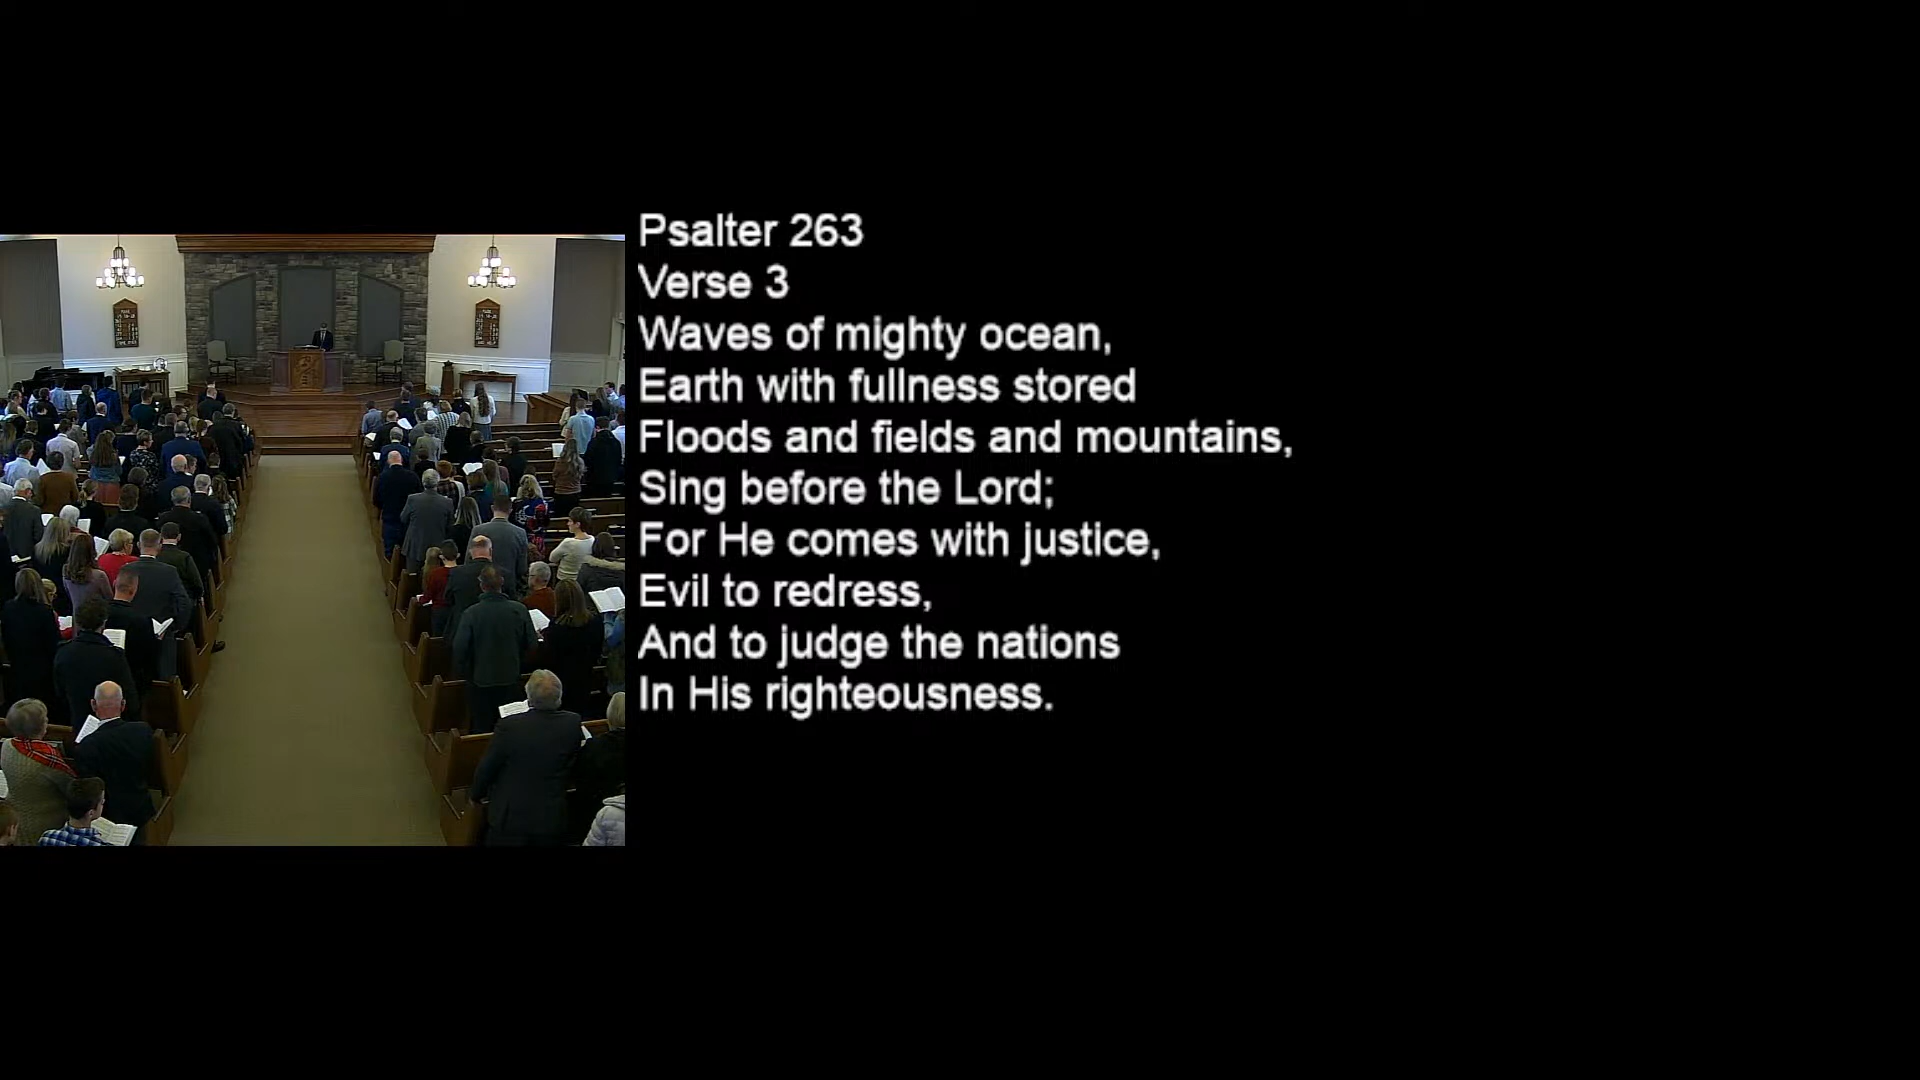 Psalter 263
Verse 3
Waves of mighty ocean,
Earth with fullness stored
Floods and fields and mountains,
Sing before the Lord;
For He comes with justice,
Evil to redress,
And to judge the nations
In His righteousness.